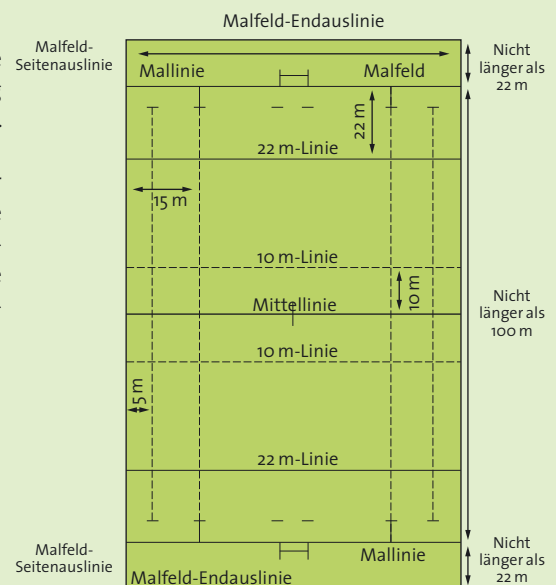 Malfeld-Endauslinie
Malfeld-
Seitenauslinie
Nicht
länger als
22 m
Mallinie
Malfeld
22 m
22 m-Linie
15 m
10 m-Linie
10 m
Mittellinie
Nicht
länger als
100 m
10 m-Linie
5 m
22 m-Linie
Malfeld-
Seitenauslinie
Mallinie
Nicht
länger als
22 m
Malfeld-Endauslinie